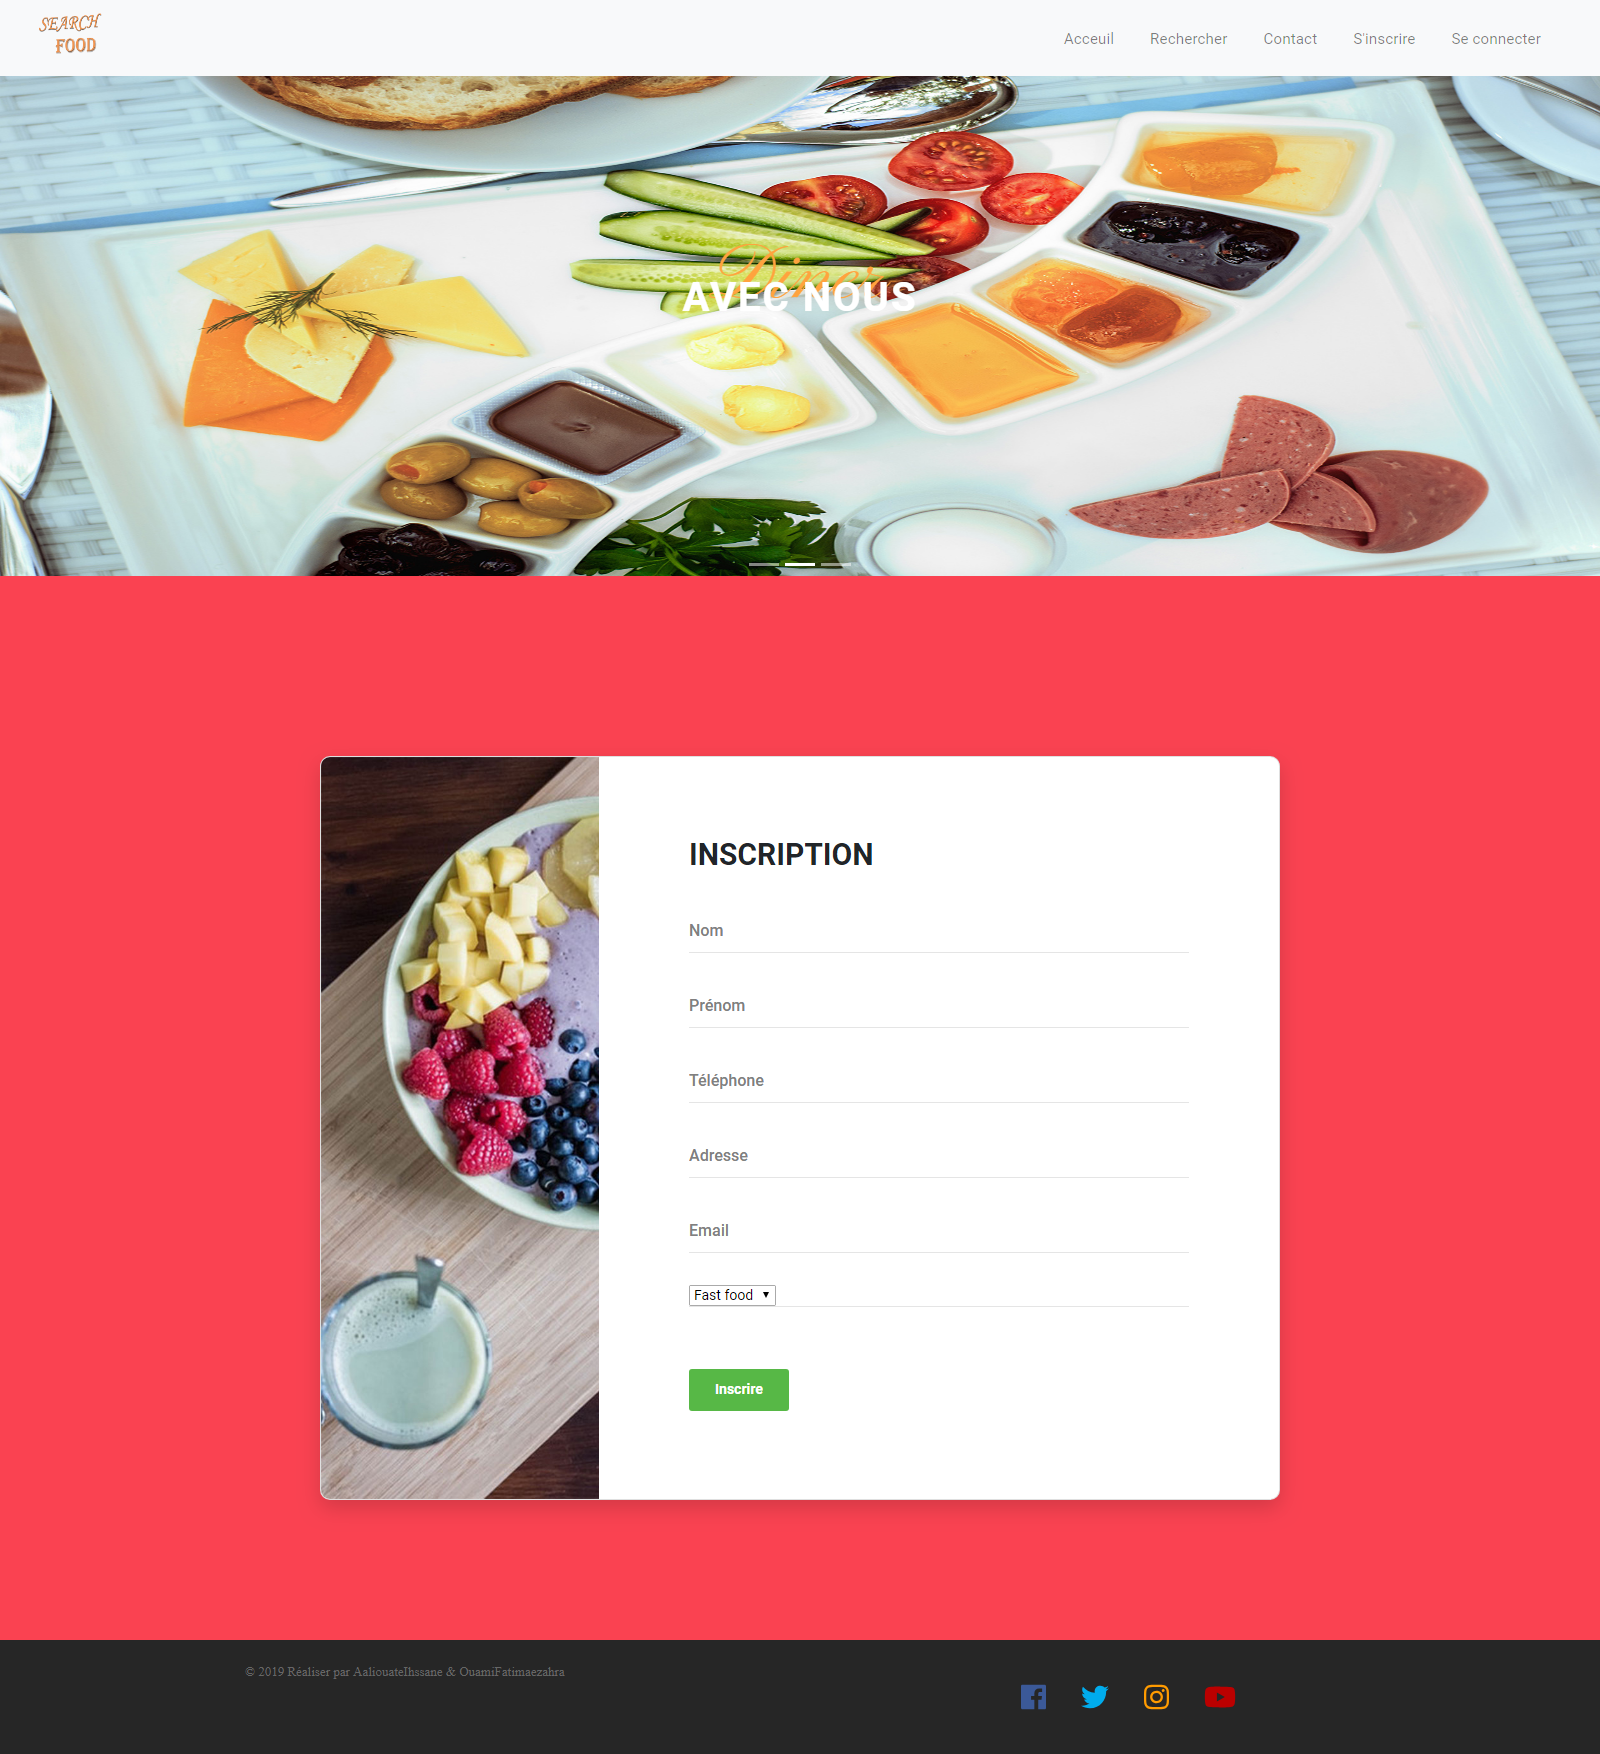 SEARCH
FOOD
Acceuil
Rechercher
Contact
S'inscrire
Se connecter
AVEC NOUS
INSCRIPTION
Nom
Prénom
Téléphone
Adresse
Email
Fast food
Inscrire
© 2019 Réaliser par AaliouateIhssane & OuamiFatimaezahra